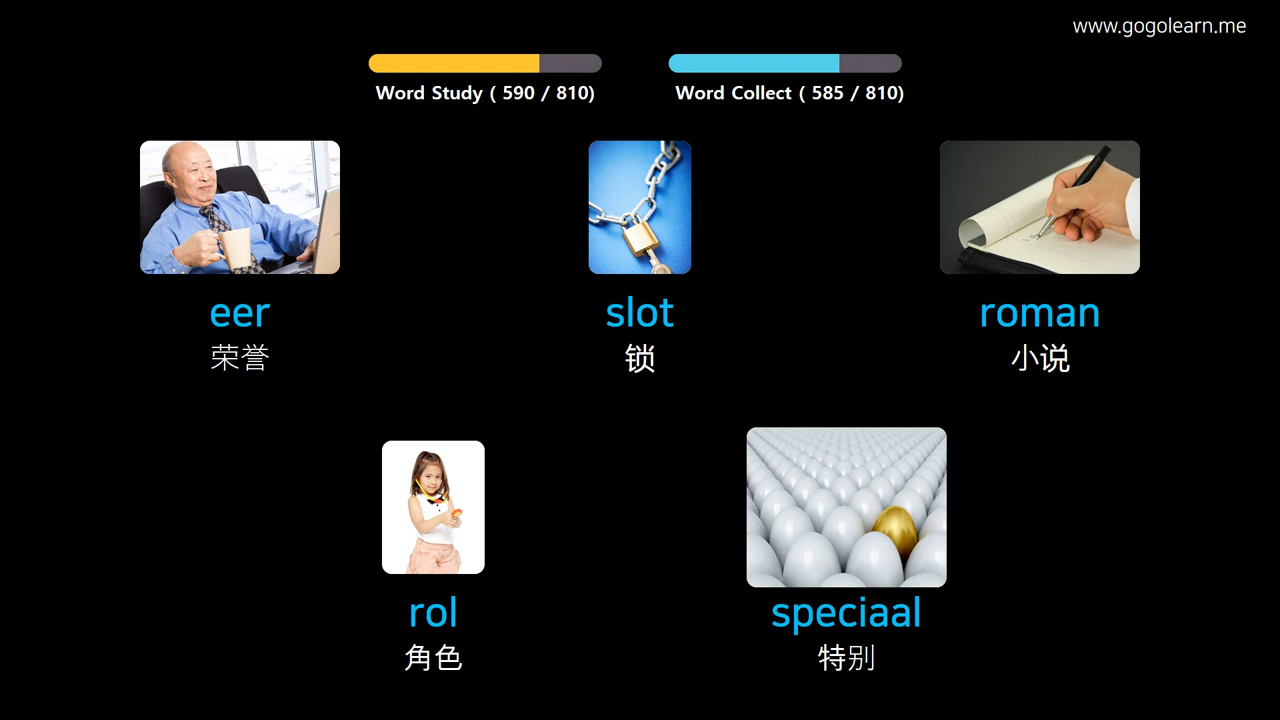 www.gogolearn.me
Word Study ( 590 / 810)
Word Collect ( 585 / 810)
eer
slot
roman
荣誉
锁
小说
rol
speciaal
角色
特别